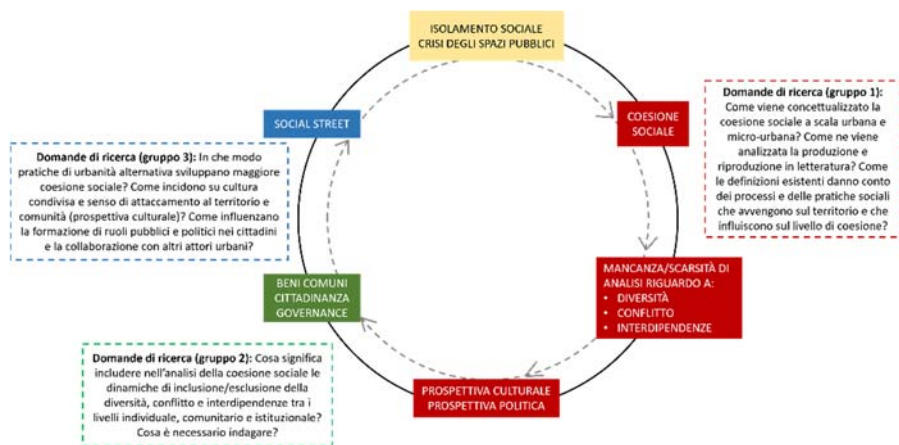 ISOLAMENTO SOCIALE
CRISI DEGLI SPAZI PUBBLICI
COESIONE
SOCIALE
Domande di ricerca (gruppo 1):
Come viene concettualizzato la
coesione sociale a scala urbana e
micro-urbana? Come ne viene
analizzata la produzione e
riproduzione in letteratura? Come
le definizioni esistenti danno conto
dei processi e delle pratiche sociali
che avvengono sul territorio e che
influiscono sul livello di coesione?
MANCANZA/SCARSITÀ DI
ANALISI RIGUARDO A:
• DIVERSITÀ
• CONFLITTO
• INTERDIPENDENZE
PROSPETTIVA CULTURALE
PROSPETTIVA POLITICA
Domande di ricerca (gruppo 2): Cosa significa
includere nell'analisi della coesione sociale le
dinamiche di inclusione/esclusione della
diversità, conflitto e interdipendenze tra i
livelli individuale, comunitario e istituzionale?
Cosa è necessario indagare?
BENI COMUNI
CITTADINANZA
GOVERNANCE
Domande di ricerca (gruppo 3): In che modo
pratiche di urbanità alternativa sviluppano maggiore
coesione sociale? Come incidono su cultura
condivisa e senso di attaccamento al territorio e
comunità (prospettiva culturale)? Come influenzano
la formazione di ruoli pubblici e politici nei cittadini
e la collaborazione con altri attori urbani?
SOCIAL STREET